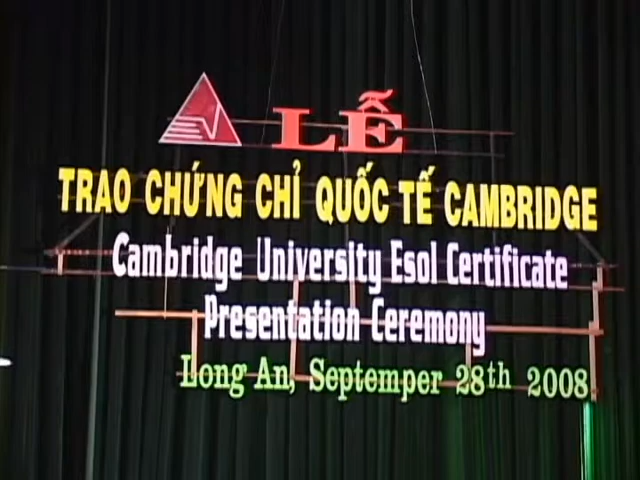 LỄ
TRAO CHỨNG CHỈ QUỐC TẾ CAMBRIDGE
Cambridge University Esol Certificate
Presentation Ceremony
Long An, Septemper 28th 2008